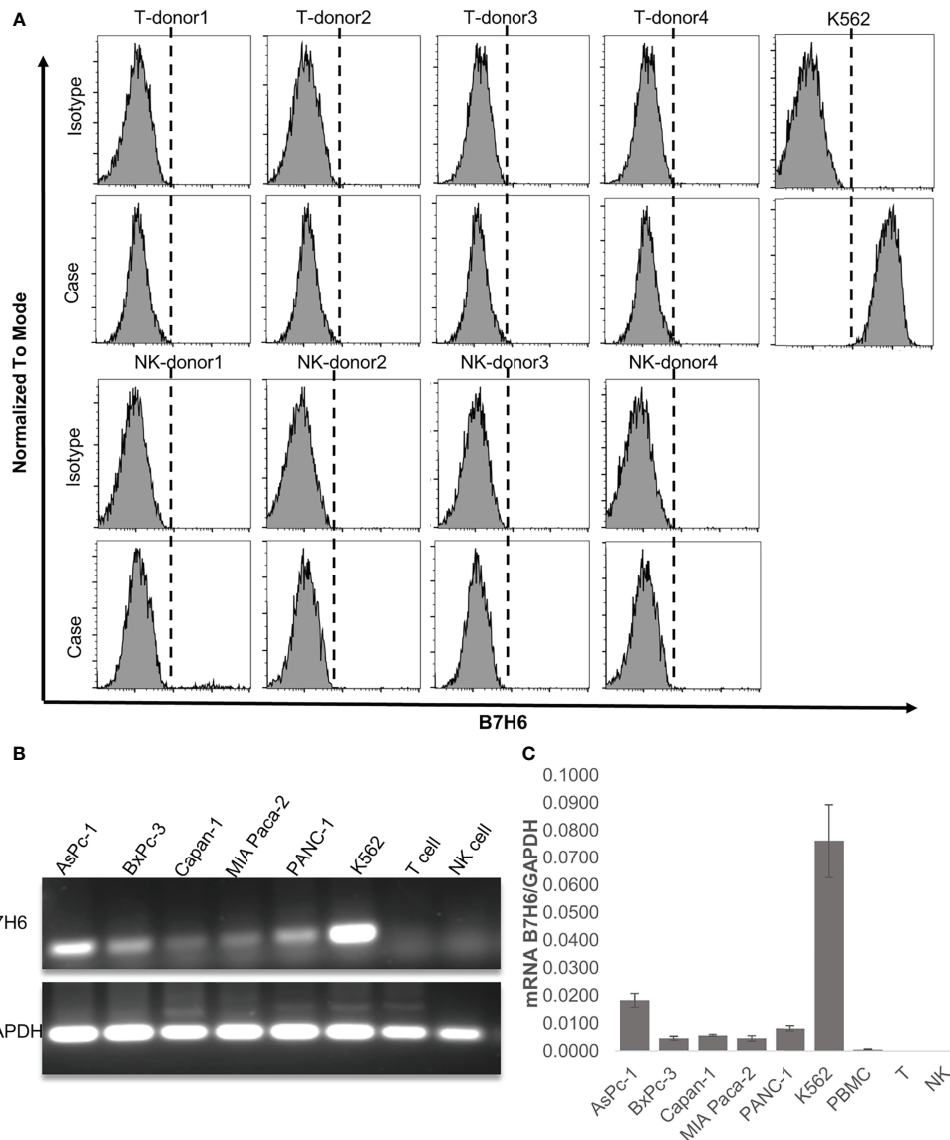 A
T-donor1 T-donor2 T-donor3 T-donor4 K562
Isotype
Case
NK-donor1 NK-donor2 NK-donor3 NK-donor4
Isotype
Case
Normalized To Mode
B7H6
B
AsPc-1 BxPc-3 Capan-1 MIA Paca-2 PANC-1 K562 T cell NK cell
7H6
APDH
C
mRNA B7H6/GAPDH
0.1000
0.0900
0.0800
0.0700
0.0600
0.0500
0.0400
0.0300
0.0200
0.0100
0.0000
AsPc-1 BxPc-3 Capan-1 MIA Paca-2 PANC-1 K562 PBMC T NK